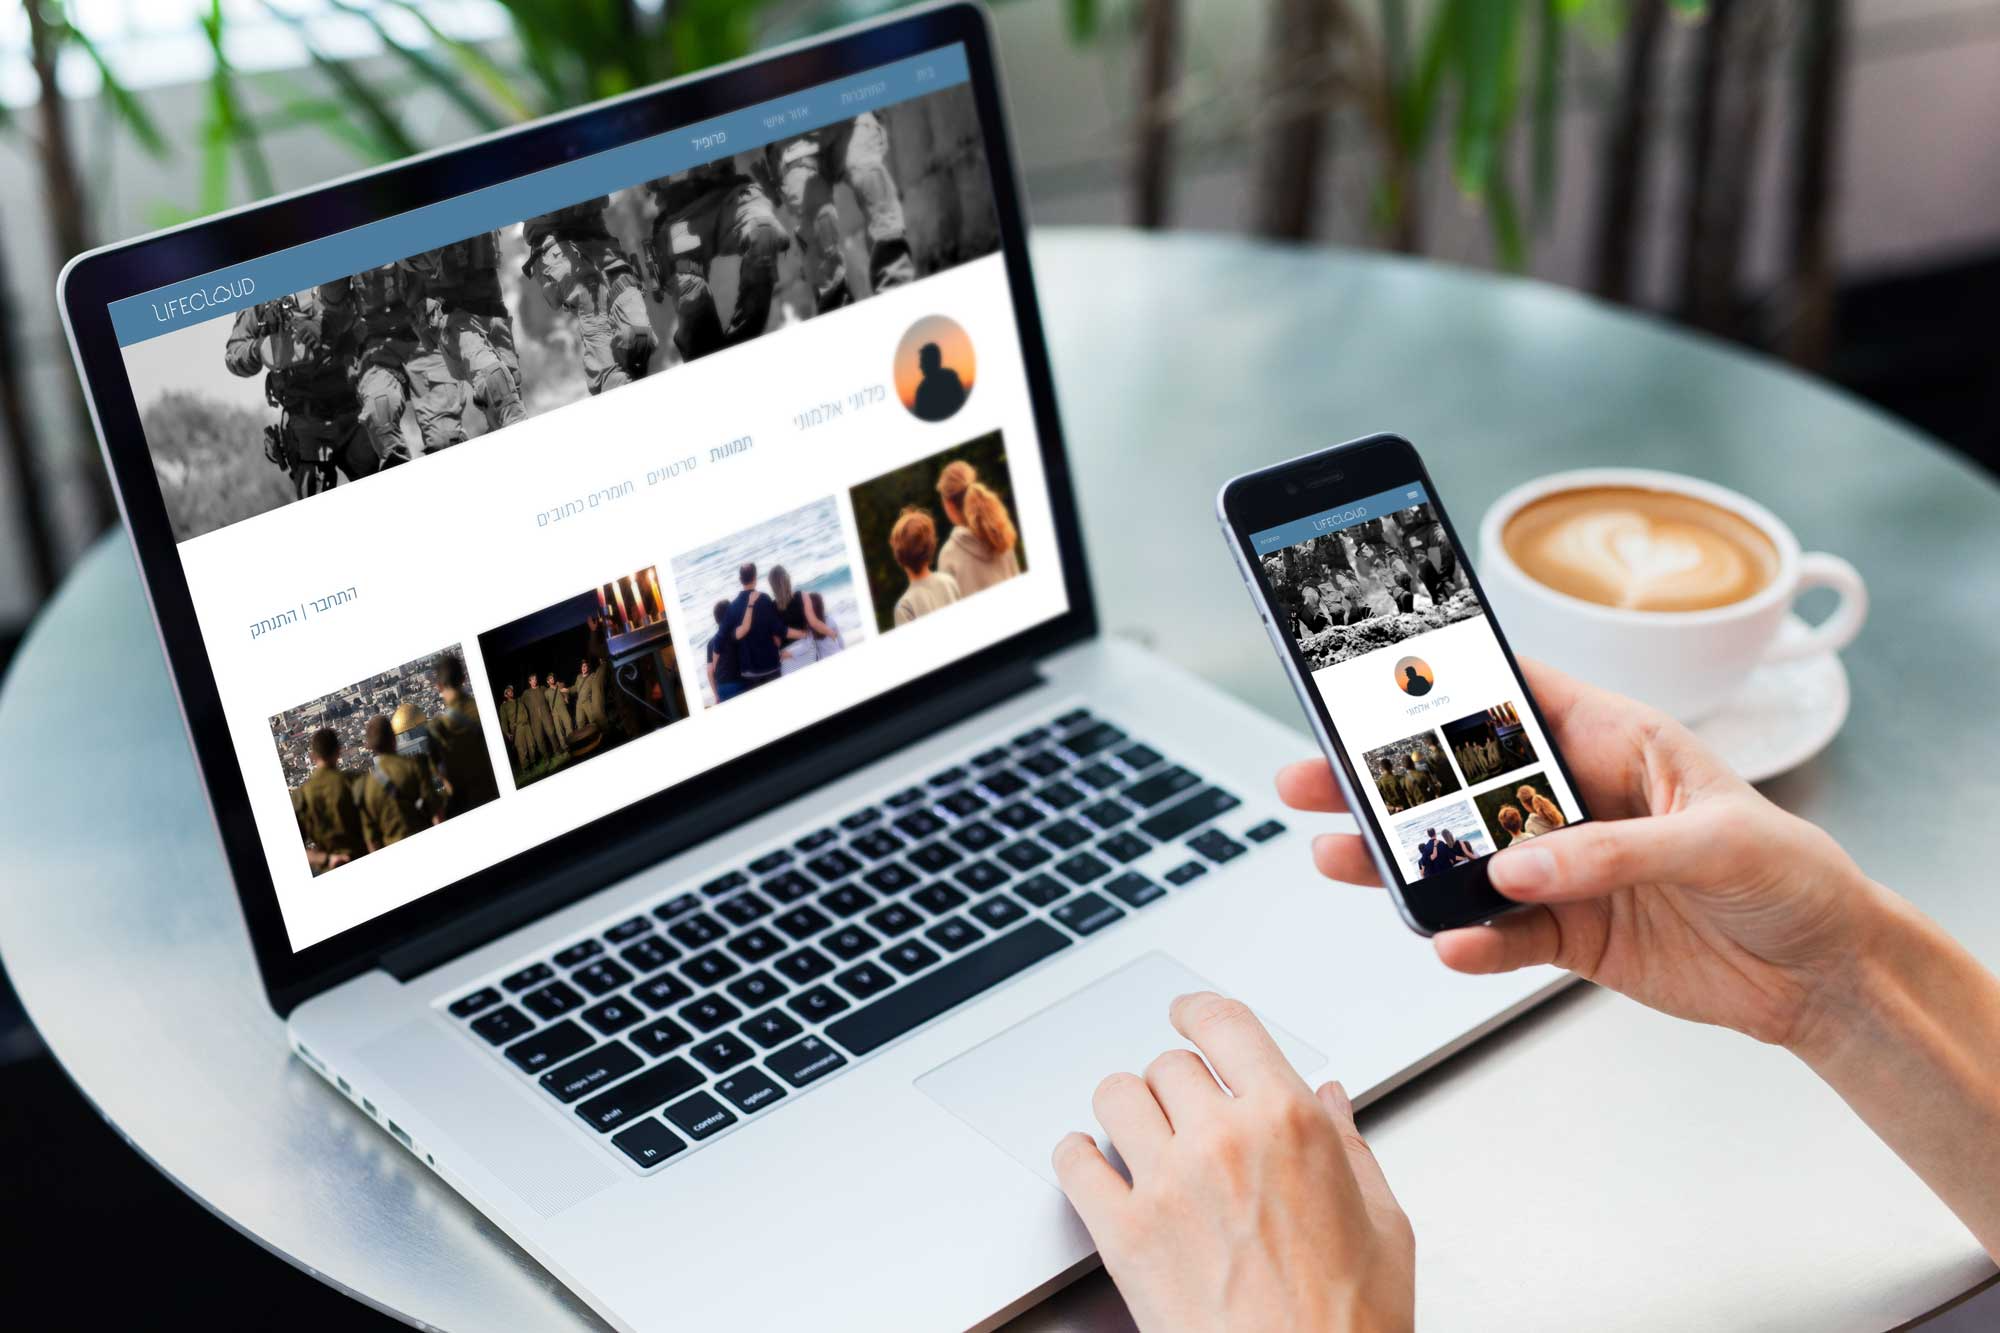 בית התחברות אזור אישי פרופיל
LIFECLOUD
פלוני אלמוני
תמונות סרטונים חומרים כתובים
התחבר | התנתק
LIFECLOUD
פלוני אלמוני
Z X C V
A S D
Q W
tab
caps lock
shift
fn control option command